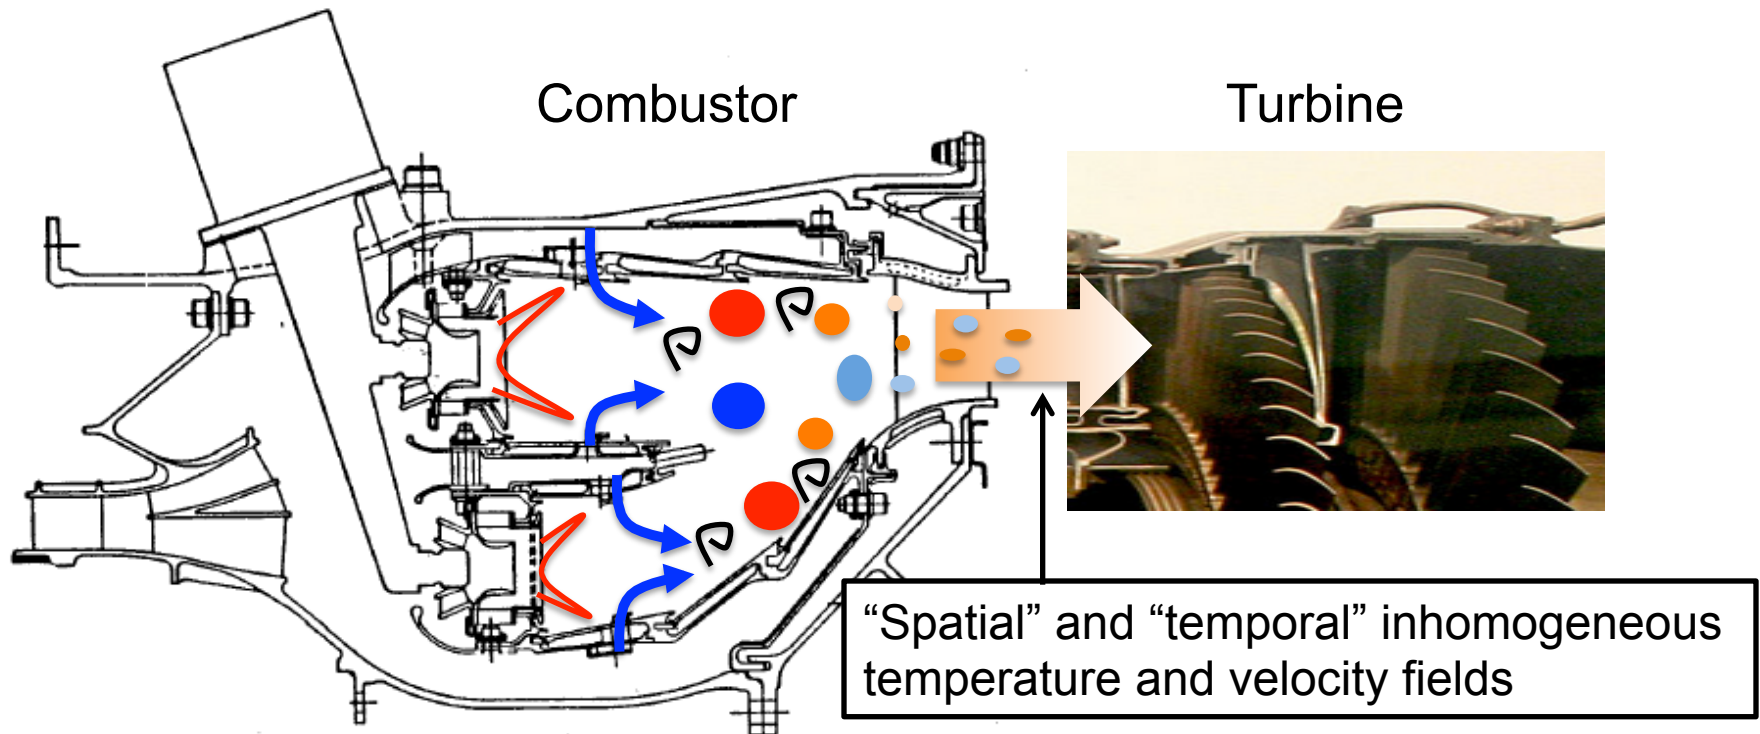 Combustor
Turbine
“Spatial” and “temporal” inhomogeneous
temperature and velocity fields